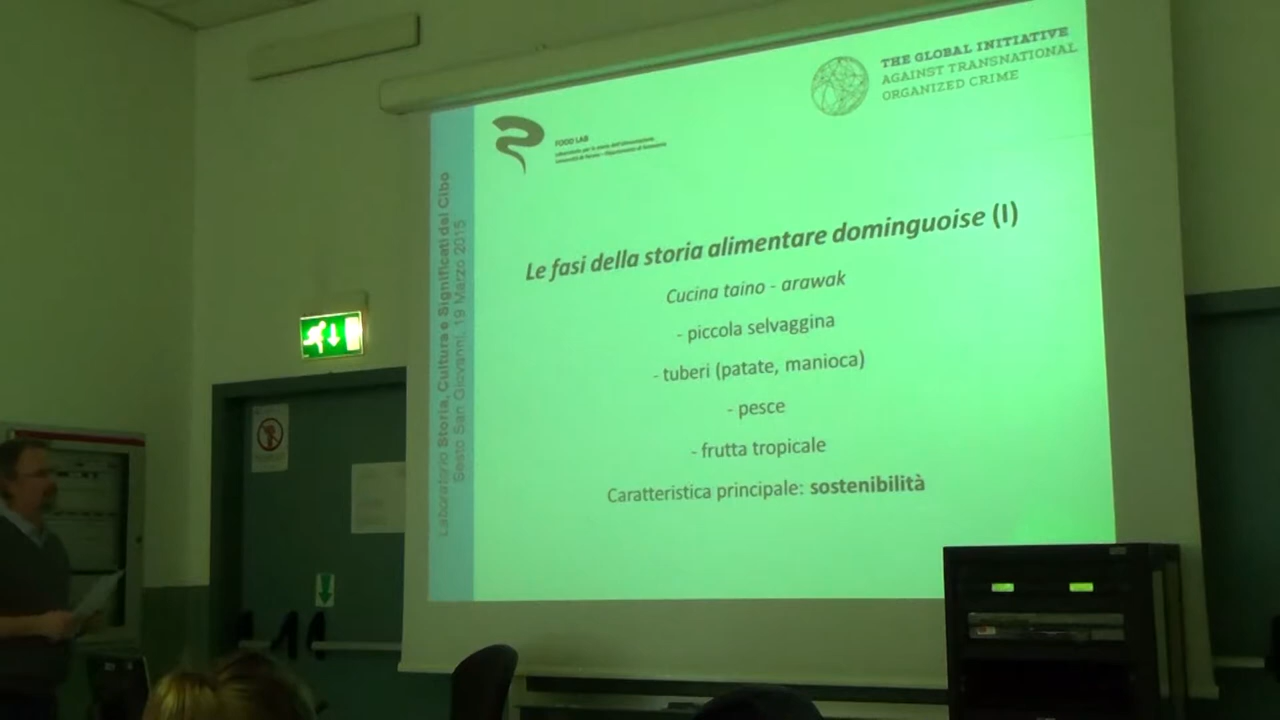 THE GLOBAL INITIATIVE
AGAINST TRANSNATIONAL
ORGANIZED CRIME
FOOD LAB
Laboratorio Storia, Cultura e Significati del Cibo
Sesto San Giovanni, 19 Marzo 2015
Le fasi della storia alimentare dominguoise (I)
Cucina taino - arawak
- piccola selvaggina
- tuberi (patate, manioca)
- pesce
- frutta tropicale
Caratteristica principale: sostenibilità